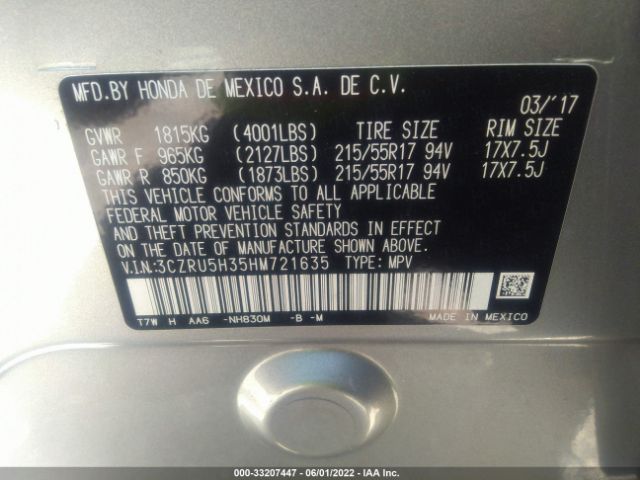 MFD.BY HONDA DE MEXICO S.A. DE C.V.
03/'17
GVWR 1815KG (4001LBS) TIRE SIZE RIM SIZE
GAWR F 965KG (2127LBS) 215/55R17 94V 17X7.5J
GAWR R 850KG (1873LBS) 215/55R17 94V 17X7.5J
THIS VEHICLE CONFORMS TO ALL APPLICABLE
FEDERAL MOTOR VEHICLE SAFETY
AND THEFT PREVENTION STANDARDS IN EFFECT
ON THE DATE OF MANUFACTURE SHOWN ABOVE.
V.I.N.:3CZRU5H35HM721635 TYPE: MPV
T7W H AA6 -NH830M -B -M MADE IN MEXICO
000-33207447 - 06/01/2022 - IAA Inc.